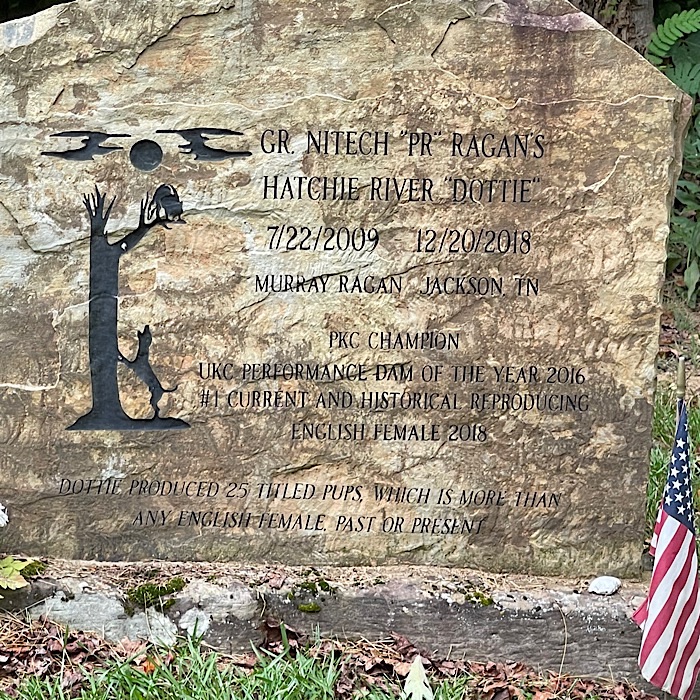 GR. NITECH "PR" RAGAN'S
HATCHIE RIVER "DOTTIE"
7/22/2009 12/20/2018
MURRAY RAGAN JACKSON, TN
PKC CHAMPION
UKC PERFORMANCE DAM OF THE YEAR 2016
#1 CURRENT AND HISTORICAL REPRODUCING
ENGLISH FEMALE 2018
DOTTIE PRODUCED 25 TITLED PUPS, WHICH IS MORE THAN
ANY ENGLISH FEMALE, PAST OR PRESENT